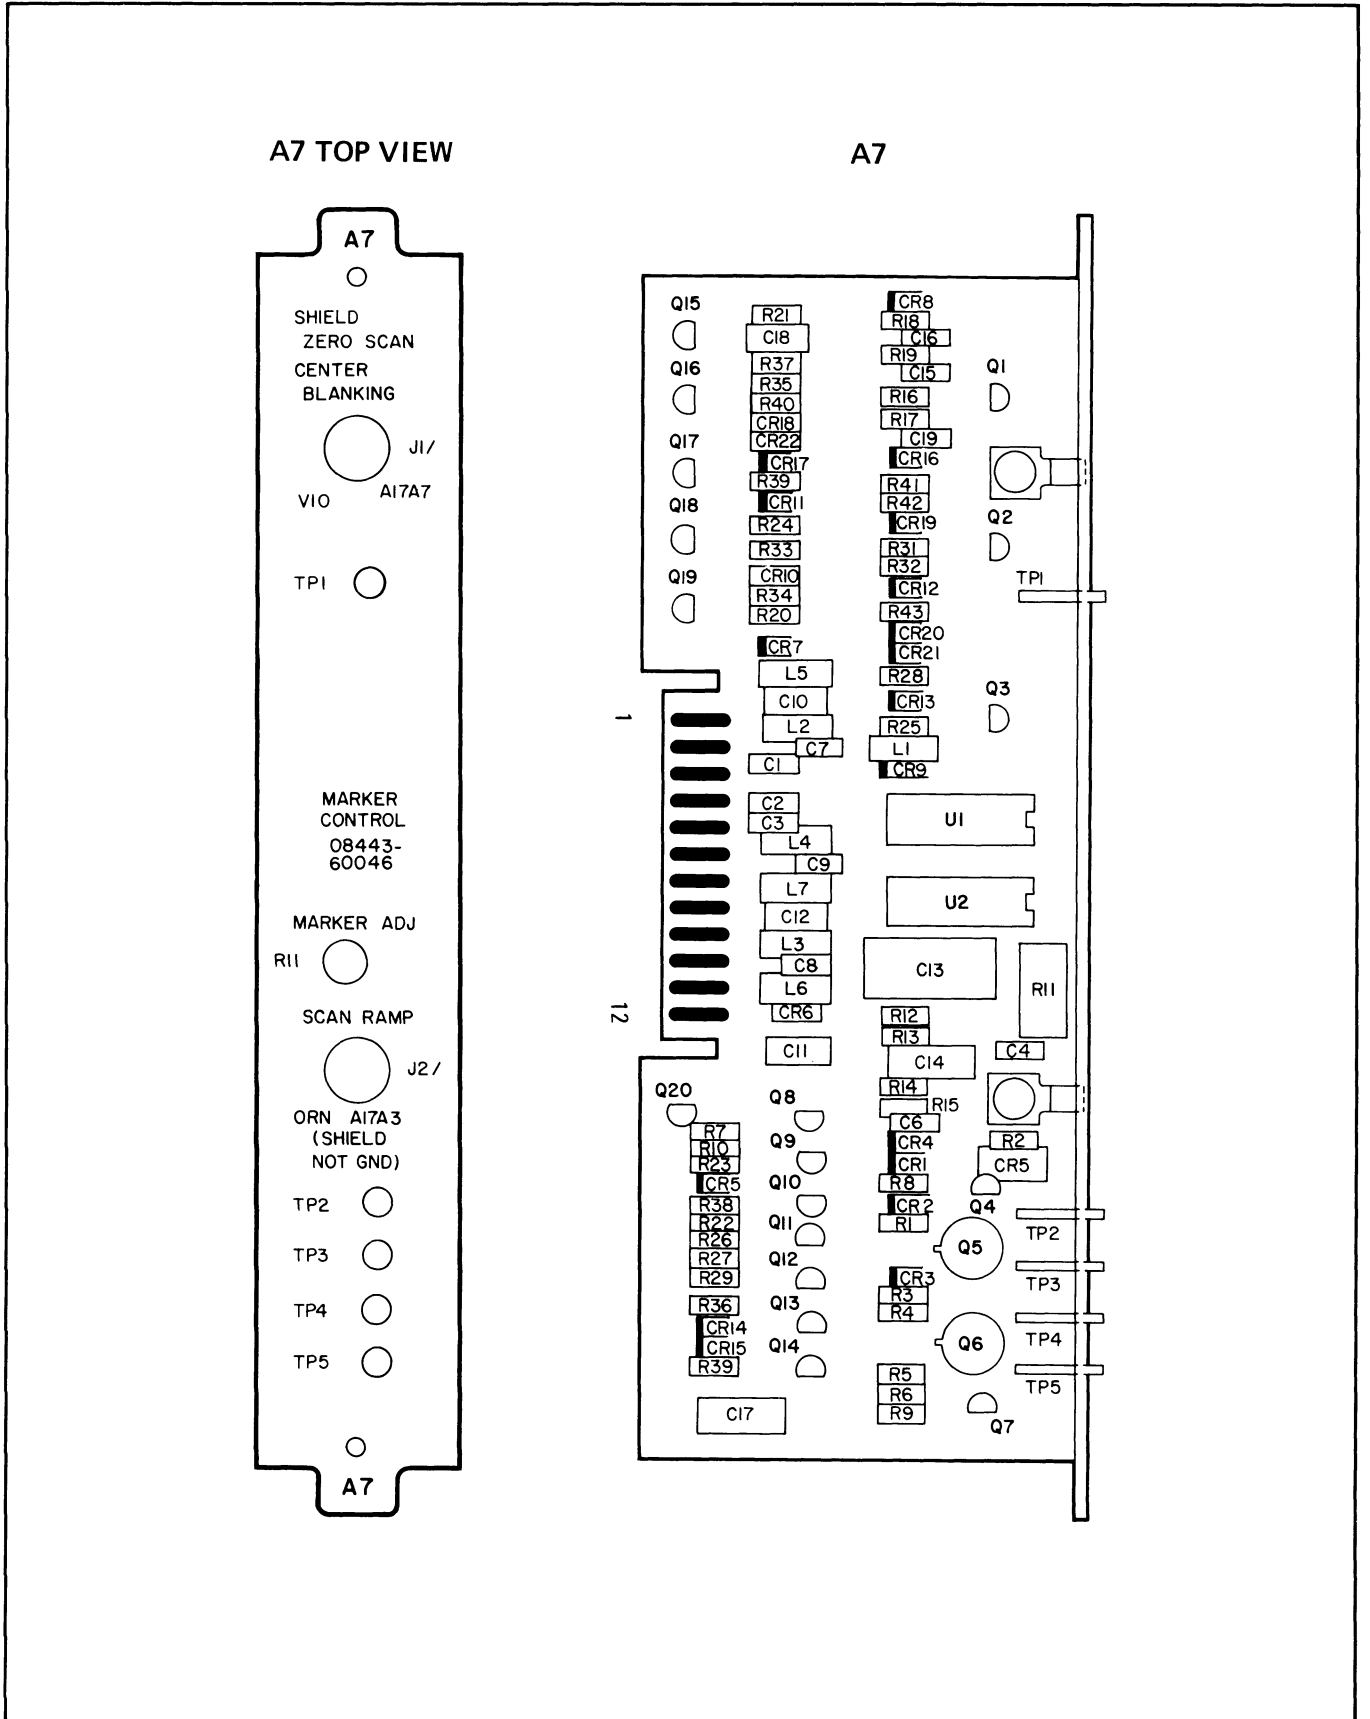 A7 TOP VIEW
A7
A7
SHIELD
ZERO SCAN
CENTER
BLANKING
J1/
A17A7
VIO
TP1
MARKER
CONTROL
08443-
60046
MARKER ADJ
R11
SCAN RAMP
J2/
ORN A17A3
(SHIELD
NOT GND)
TP2
TP3
TP4
TP5
A7
Q15
Q16
Q17
Q18
Q19
R21
C18
R37
R35
R40
CR18
CR22
CR17
R39
CR11
R24
R33
CR10
R34
R20
CR7
L5
C10
L2
C7
C1
C2
C3
L4
C9
L7
C12
L3
C8
L6
CR6
C11
1
12
CR8
R18
C16
R19
C15
R16
R17
C19
CR16
R41
R42
CR19
R31
R32
CR12
R43
CR20
CR21
R28
CR13
R25
L1
CR9
Q1
Q2
TP1
Q3
U1
U2
C13
R11
R12
R13
C4
C14
R14
R15
C6
CR4
CR1
R8
CR2
R1
R2
CR5
Q4
Q5
TP2
TP3
CR3
R3
R4
Q6
TP4
TP5
R5
R6
R9
Q7
Q20
R7
R10
R23
CR5
R38
R22
R26
R27
R29
R36
CR14
CR15
R39
C17
Q8
Q9
Q10
Q11
Q12
Q13
Q14